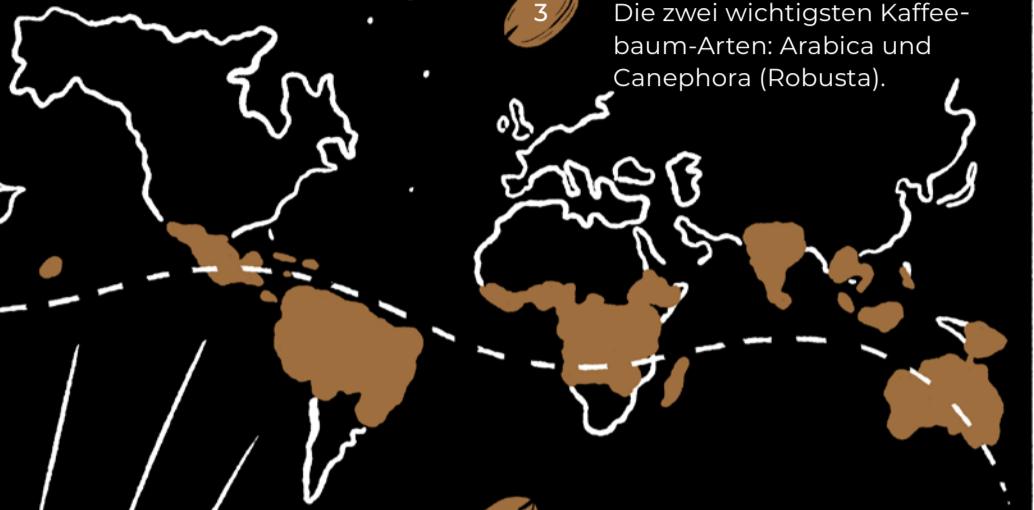 3
Die zwei wichtigsten Kaffee-
baum-Arten: Arabica und
Canephora (Robusta).